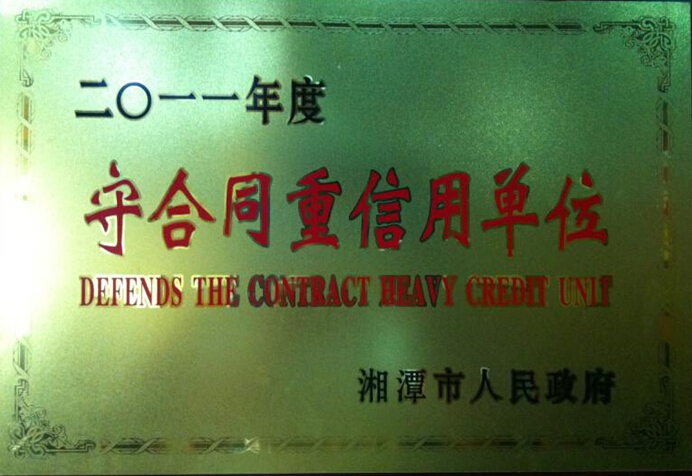 二〇一一年度
守合同重信用单位
DEFENDS THE CONTRACT HEAVY CREDIT UNIT
湘潭市人民政府